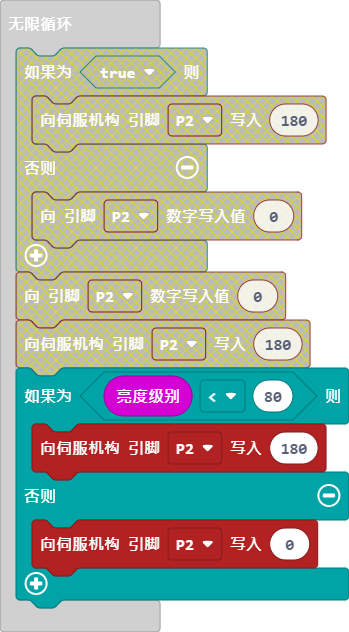 无限循环
如果为 true 则
向伺服机构 引脚 P2 写入 180
否则
向 引脚 P2 数字写入值 0
向 引脚 P2 数字写入值 0
向伺服机构 引脚 P2 写入 180
如果为 亮度级别 < 80 则
向伺服机构 引脚 P2 写入 180
否则
向伺服机构 引脚 P2 写入 0